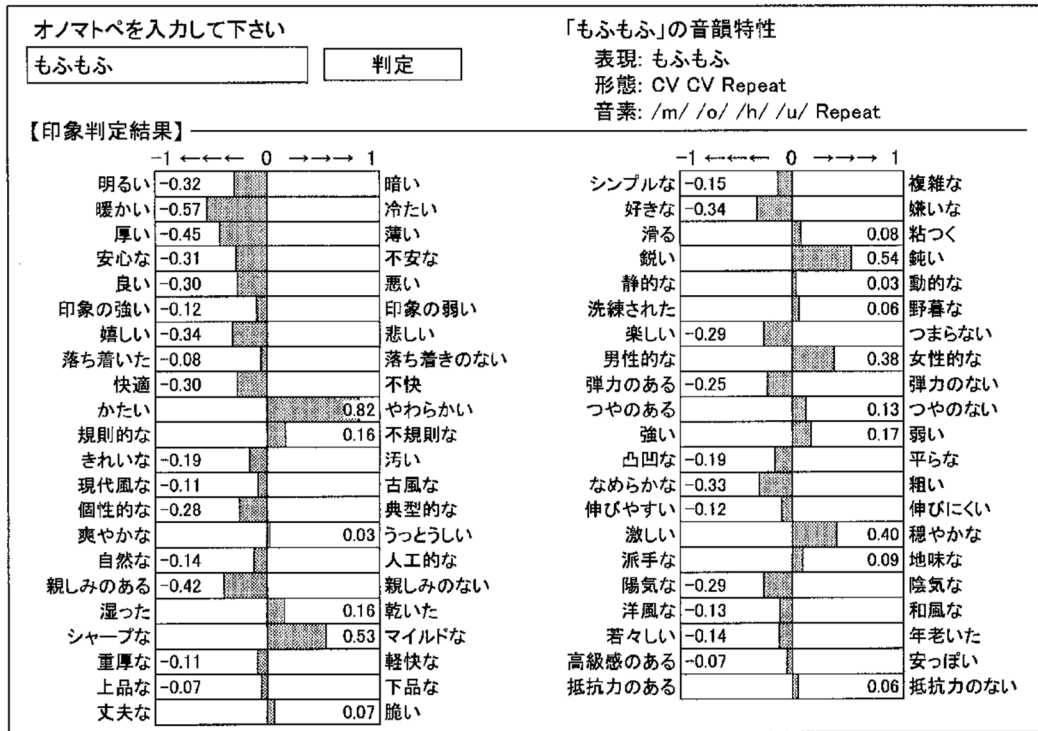 オノマトペを入力して下さい
もふもふ
判定
「もふもふ」の音韻特性
表現: もふもふ
形態: CV CV Repeat
音素: /m/ /o/ /h/ /u/ Repeat
【印象判定結果】
-1 ←←← 0 →→→ 1
明るい -0.32 暗い
暖かい -0.57 冷たい
厚い -0.45 薄い
安心な -0.31 不安な
良い -0.30 悪い
印象の強い -0.12 印象の弱い
嬉しい -0.34 悲しい
落ち着いた -0.08 落ち着きのない
快適 -0.30 不快
かたい 0.82 やわらかい
規則的な 0.16 不規則な
きれいな -0.19 汚い
現代風な -0.11 古風な
個性的な -0.28 典型的な
爽やかな 0.03 うっとうしい
自然な -0.14 人工的な
親しみのある -0.42 親しみのない
湿った 0.16 乾いた
シャープな 0.53 マイルドな
重厚な -0.11 軽快な
上品な -0.07 下品な
丈夫な 0.07 脆い
-1 ←←← 0 →→→ 1
シンプルな -0.15 複雑な
好きな -0.34 嫌いな
滑る 0.08 粘つく
鋭い 0.54 鈍い
静的な 0.03 動的な
洗練された 0.06 野暮な
楽しい -0.29 つまらない
男性的な 0.38 女性的な
弾力のある -0.25 弾力のない
つやのある 0.13 つやのない
強い 0.17 弱い
凸凹な -0.19 平らな
なめらかな -0.33 粗い
伸びやすい -0.12 伸びにくい
激しい 0.40 穏やかな
派手な 0.09 地味な
陽気な -0.29 陰気な
洋風な -0.13 和風な
若々しい -0.14 年老いた
高級感のある -0.07 安っぽい
抵抗力のある 0.06 抵抗力のない